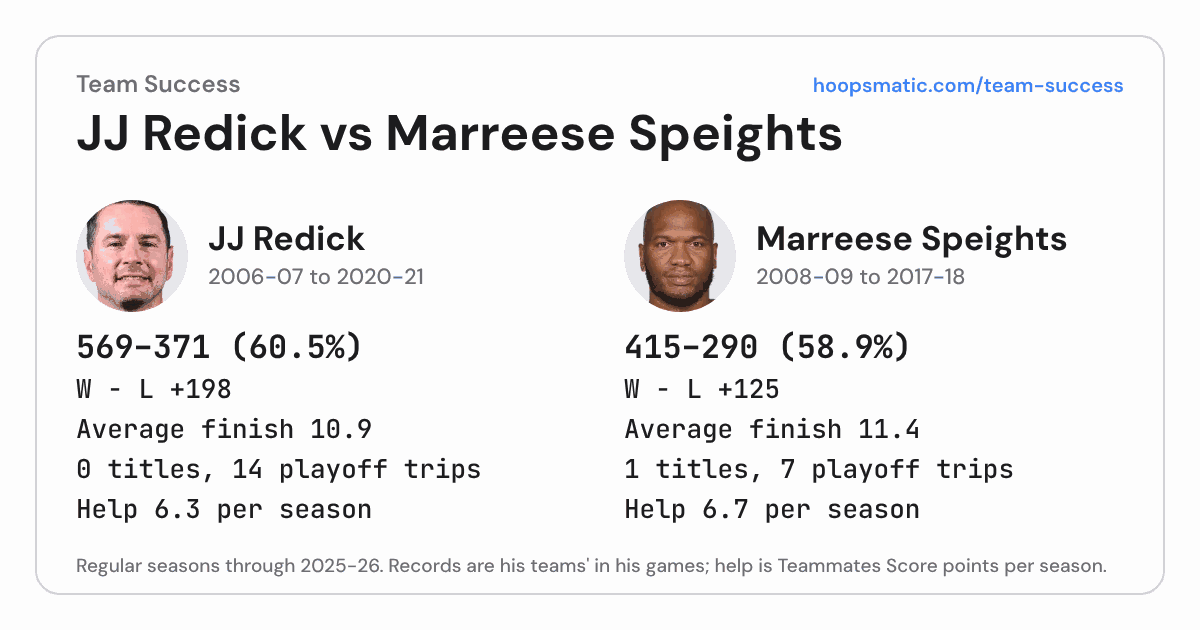 Team Success
hoopsmatic.com/team-success
JJ Redick vs Marreese Speights
JJ Redick
2006-07 to 2020-21
569-371 (60.5%)
W - L +198
Average finish 10.9
0 titles, 14 playoff trips
Help 6.3 per season
Marreese Speights
2008-09 to 2017-18
415-290 (58.9%)
W - L +125
Average finish 11.4
1 titles, 7 playoff trips
Help 6.7 per season
Regular seasons through 2025-26. Records are his teams' in his games; help is Teammates Score points per season.